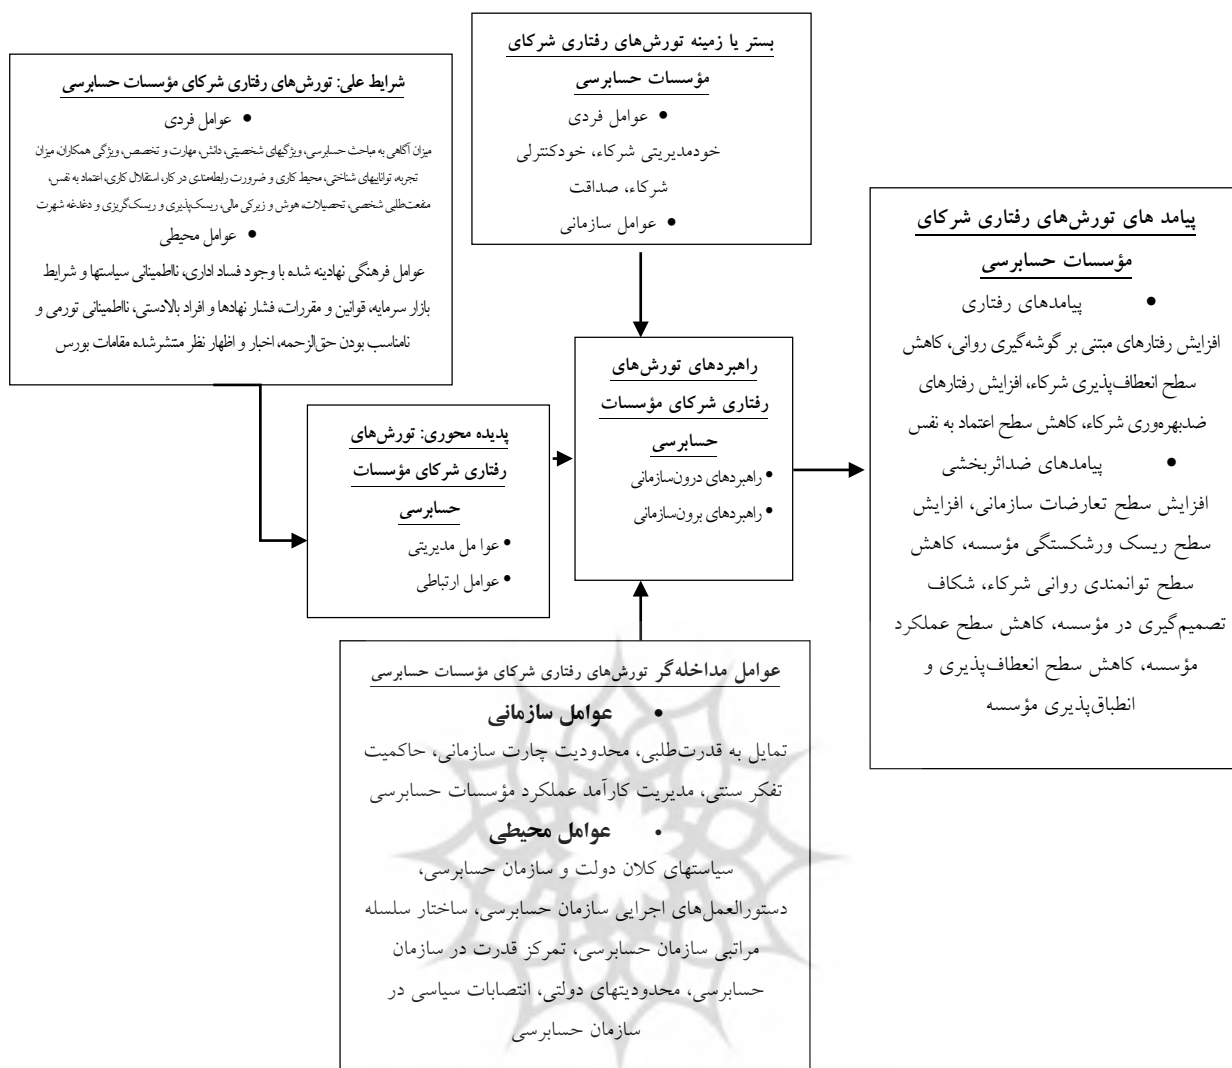 بستر یا زمینه تورش‌های رفتاری شرکای
مؤسسات حسابرسی
• عوامل فردی
خودمدیریتی شرکاء، خودکنترلی
شرکاء، صداقت
• عوامل سازمانی
شرایط علی: تورش‌های رفتاری شرکای مؤسسات حسابرسی
• عوامل فردی
میزان آگاهی به مباحث حسابرسی، ویژگیهای شخصیتی، دانش، مهارت و تخصص، ویژگی همکاران، میزان
تجربه، تواناییهای شناختی، محیط کاری و ضرورت رابطه‌مندی در کار، استقلال کاری، اعتماد به نفس،
منفعت‌طلبی شخصی، تحصیلات، هوش و زیرکی مالی، ریسک‌پذیری و ریسک‌گریزی و دغدغه شهرت
• عوامل محیطی
عوامل فرهنگی نهادینه شده با وجود فساد اداری، نااطمینانی سیاستها و شرایط
بازار سرمایه، قوانین و مقررات، فشار نهادها و افراد بالادستی، نااطمینانی تورمی و
نامناسب بودن حق‌الزحمه، اخبار و اظهار نظر منتشرشده مقامات بورس
پدیده محوری: تورش‌های
رفتاری شرکای مؤسسات
حسابرسی
• عوا مل مدیریتی
• عوامل ارتباطی
راهبردهای تورش‌های
رفتاری شرکای مؤسسات
حسابرسی
• راهبردهای درون‌سازمانی
• راهبردهای برون‌سازمانی
پیامد های تورش‌های رفتاری شرکای
مؤسسات حسابرسی
• پیامدهای رفتاری
افزایش رفتارهای مبتنی بر گوشه‌گیری روانی، کاهش
سطح انعطاف‌پذیری شرکاء، افزایش رفتارهای
ضدبهره‌وری شرکاء، کاهش سطح اعتماد به نفس
• پیامدهای ضداثربخشی
افزایش سطح تعارضات سازمانی، افزایش
سطح ریسک ورشکستگی مؤسسه، کاهش
سطح توانمندی روانی شرکاء، شکاف
تصمیم‌گیری در مؤسسه، کاهش سطح عملکرد
مؤسسه، کاهش سطح انعطاف‌پذیری و
انطباق‌پذیری مؤسسه
عوامل مداخله‌گر تورش‌های رفتاری شرکای مؤسسات حسابرسی
• عوامل سازمانی
تمایل به قدرت‌طلبی، محدودیت چارت سازمانی، حاکمیت
تفکر سنتی، مدیریت کارآمد عملکرد مؤسسات حسابرسی
• عوامل محیطی
سیاستهای کلان دولت و سازمان حسابرسی،
دستورالعمل‌های اجرایی سازمان حسابرسی، ساختار سلسله
مراتبی سازمان حسابرسی، تمرکز قدرت در سازمان
حسابرسی، محدودیتهای دولتی، انتصابات سیاسی در
سازمان حسابرسی